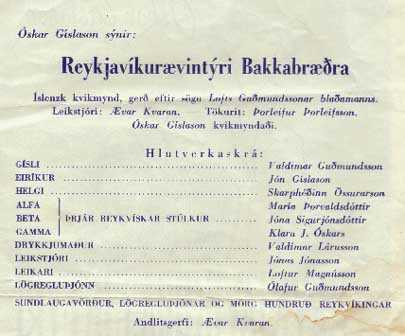 Óskar Gíslason sýnir:
Reykjavíkurævintýri Bakkabræðra
Íslenzk kvikmynd, gerð eftir sögu Lofts Guðmundssonar blaðamanns.
Leikstjóri: Ævar Kvaran. — Tökurit: Þorleifur Þorleifsson.
Óskar Gíslason kvikmyndaði.
Hlutverkaskrá:
GÍSLI ........ Valdimar Guðmundsson
EIRÍKUR ........ Jón Gíslason
HELGI ........ Skarphéðinn Össurarson
ALFA María Þorvaldsdóttir
BETA ÞRJÁR REYKVÍSKAR STÚLKUR ........ Jóna Sigurjónsdóttir
GAMMA Klara J. Óskars
DRYKKJUMAÐUR ........ Valdimar Lárusson
LEIKSTJÓRI ........ Jónas Jónasson
LEIKARI ........ Loftur Magnússon
LÖGREGLUÞJÓNN ........ Ólafur Guðmundsson
SUNDLAUGAVÖRÐUR, LÖGREGLUÞJÓNAR OG MÖRG HUNDRUÐ REYKVÍKINGAR
Andlitsgerfi: Ævar Kvaran.